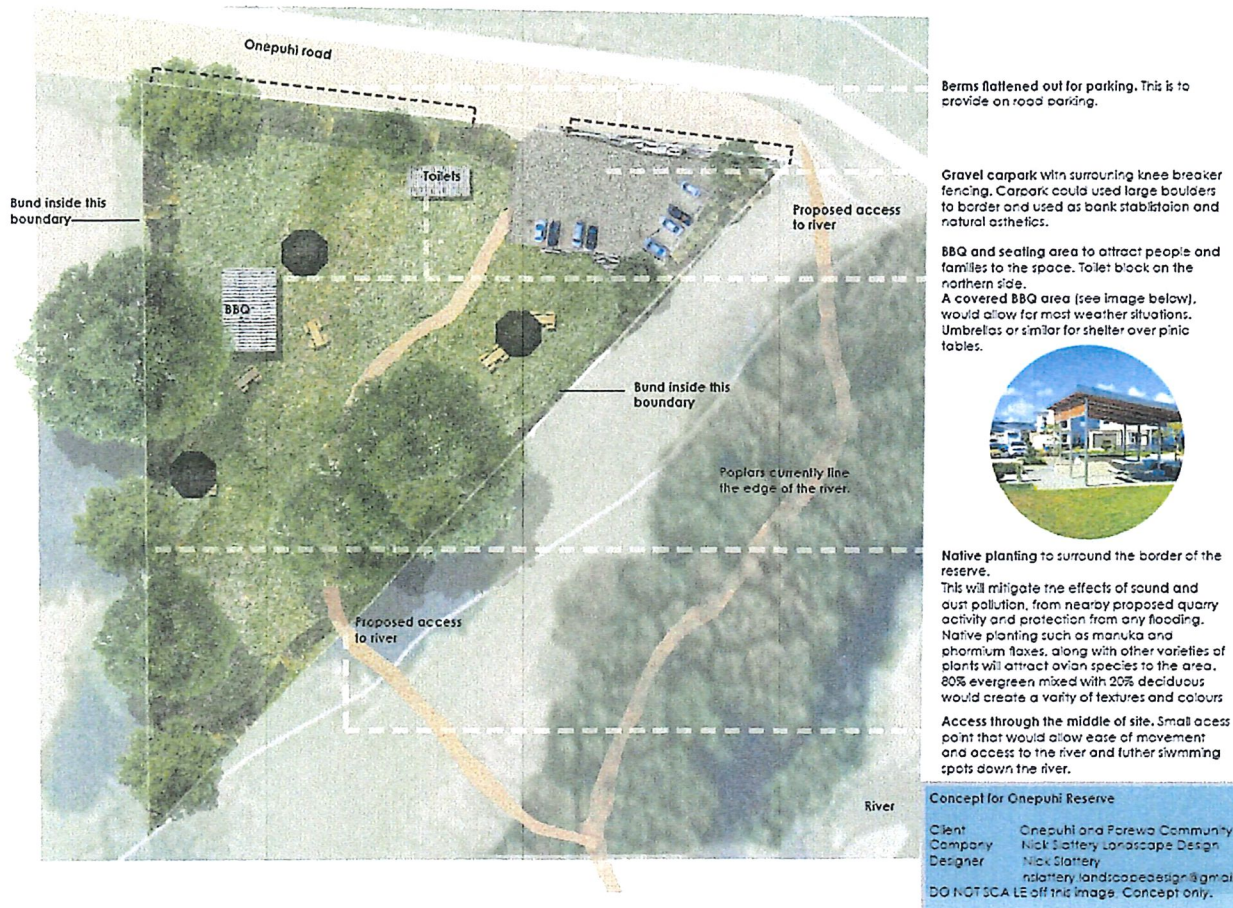 Onepuhi road
Toilets
Bund inside this
boundary
Proposed access
to river
BBQ
Bund inside this
boundary
Poplars currently line
the edge of the river.
Proposed access
to river
River
Berms flattened out for parking. This is to
provide on road parking.
Gravel carpark with surrouning knee breaker
fencing. Carpark could used large boulders
to border and used as bank stablistaion and
natural asthetics.
BBQ and seating area to attract people and
families to the space. Toilet block on the
northern side.
A covered BBQ area (see image below),
would allow for most weather situations.
Umbrellas or similar for shelter over pinic
tables.
Native planting to surround the border of the
reserve.
This will mitigate the effects of sound and
dust pollution, from nearby proposed quarry
activity and protection from any flooding.
Native planting such as manuka and
phormium flaxes, along with other varieties of
plants will attract avian species to the area.
80% evergreen mixed with 20% deciduous
would create a varity of textures and colours
Access through the middle of site. Small acess
point that would allow ease of movement
and access to the river and futher siwmming
spots down the river.
Concept for Onepuhi Reserve
Client Onepuhi and Porewa Community
Company Nick Slattery Landscape Design
Designer Nick Slattery
nslattery.landscapedesign@gmai
DO NOT SCALE off this image. Concept only.